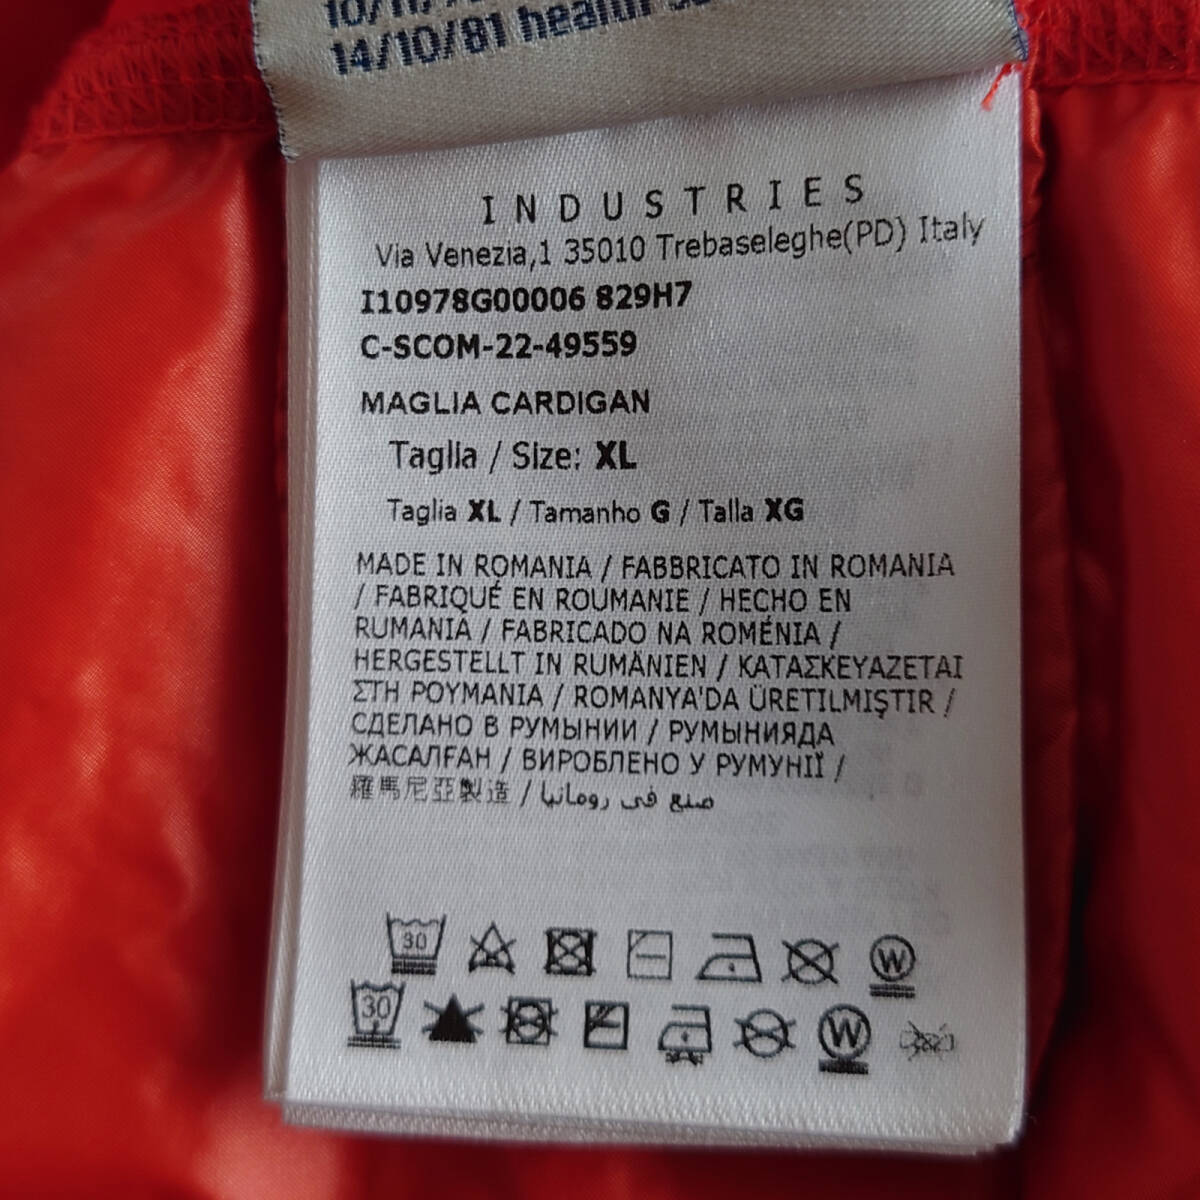 14/10/81 health
INDUSTRIES
Via Venezia,1 35010 Trebaseleghe(PD) Italy
I10978G00006 829H7
C-SCOM-22-49559
MAGLIA CARDIGAN
Taglia / Size: XL
Taglia XL / Tamanho G / Talla XG
MADE IN ROMANIA / FABBRICATO IN ROMANIA
/ FABRIQUÉ EN ROUMANIE / HECHO EN
RUMANIA / FABRICADO NA ROMÉNIA /
HERGESTELLT IN RUMÄNIEN / ΚΑΤΑΣΚΕΥΑΖΕΤΑΙ
ΣΤΗ ΡΟΥΜΑΝΙΑ / ROMANYA'DA ÜRETILMIŞTIR /
СДЕЛАНО В РУМЫНИИ / РУМЫНИЯДА
ЖАСАЛҒАН / ВИРОБЛЕНО У РУМУНІЇ /
羅馬尼亞製造 / صنع في رومانيا
30 W
30 W